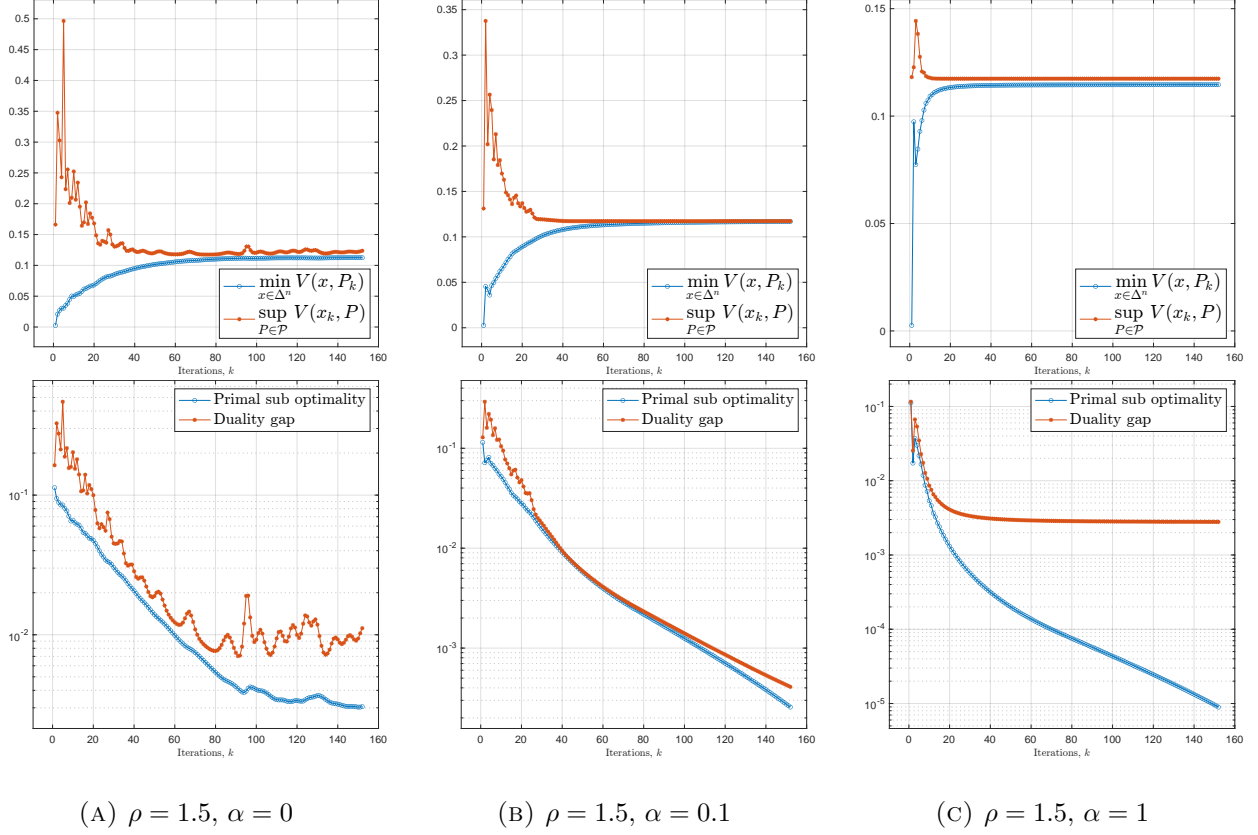 0.5
0.45
0.4
0.35
0.3
0.25
0.2
0.15
0.1
0.05
0
0 20 40 60 80 100 120 140 160
Iterations, k
min V(x, P_k)
x∈Δ^n
sup V(x_k, P)
P∈𝒫
0.35
0.3
0.25
0.2
0.15
0.1
0.05
0
0 20 40 60 80 100 120 140 160
Iterations, k
min V(x, P_k)
x∈Δ^n
sup V(x_k, P)
P∈𝒫
0.15
0.1
0.05
0
0 20 40 60 80 100 120 140 160
Iterations, k
min V(x, P_k)
x∈Δ^n
sup V(x_k, P)
P∈𝒫
Primal sub optimality
Duality gap
10^-1
10^-2
0 20 40 60 80 100 120 140 160
Iterations, k
Primal sub optimality
Duality gap
10^-1
10^-2
10^-3
0 20 40 60 80 100 120 140 160
Iterations, k
Primal sub optimality
Duality gap
10^-1
10^-2
10^-3
10^-4
10^-5
0 20 40 60 80 100 120 140 160
Iterations, k
(A) ρ = 1.5, α = 0
(B) ρ = 1.5, α = 0.1
(C) ρ = 1.5, α = 1